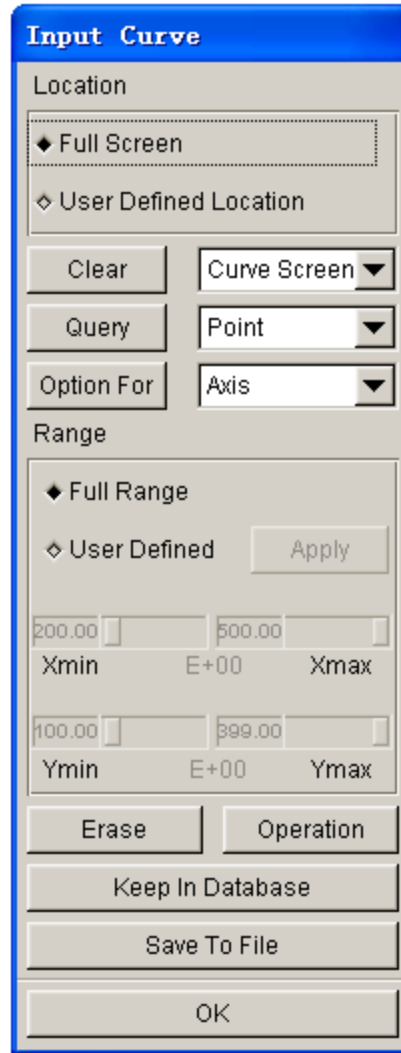 Input Curve
Location
Full Screen
User Defined Location
Clear Curve Screen
Query Point
Option For Axis
Range
Full Range
User Defined Apply
200.00 500.00
Xmin E+00 Xmax
100.00 399.00
Ymin E+00 Ymax
Erase Operation
Keep In Database
Save To File
OK